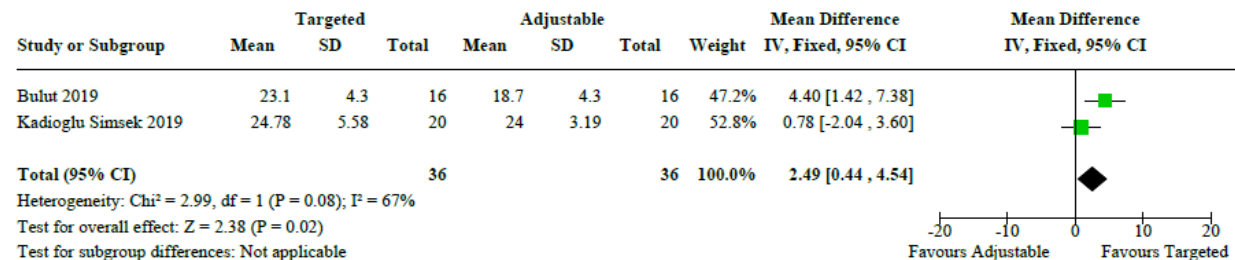 Targeted Adjustable Mean Difference Mean Difference
Study or Subgroup Mean SD Total Mean SD Total Weight IV, Fixed, 95% CI IV, Fixed, 95% CI
Bulut 2019 23.1 4.3 16 18.7 4.3 16 47.2% 4.40 [1.42 , 7.38]
Kadioglu Simsek 2019 24.78 5.58 20 24 3.19 20 52.8% 0.78 [-2.04 , 3.60]
Total (95% CI) 36 36 100.0% 2.49 [0.44 , 4.54]
Heterogeneity: Chi² = 2.99, df = 1 (P = 0.08); I² = 67%
Test for overall effect: Z = 2.38 (P = 0.02)
-20 -10 0 10 20
Test for subgroup differences: Not applicable Favours Adjustable Favours Targeted